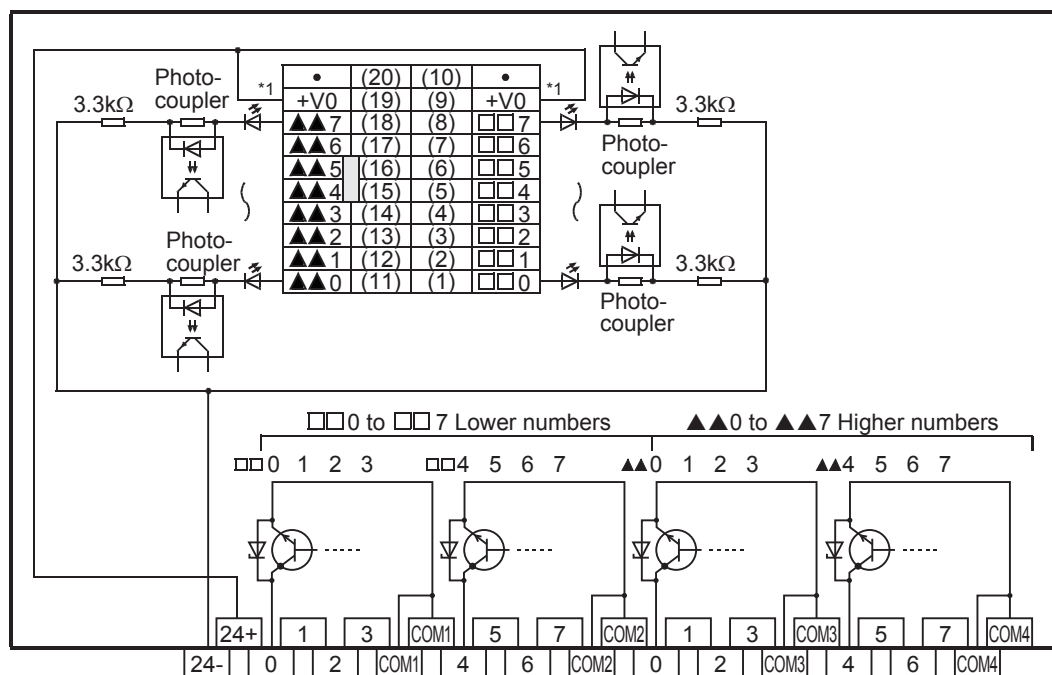 • (20) (10) •
*1 +V0 (19) (9) +V0 *1
▲▲7 (18) (8) □□7
▲▲6 (17) (7) □□6
▲▲5 (16) (6) □□5
▲▲4 (15) (5) □□4
▲▲3 (14) (4) □□3
▲▲2 (13) (3) □□2
▲▲1 (12) (2) □□1
▲▲0 (11) (1) □□0
3.3kΩ
Photo-
coupler
3.3kΩ
Photo-
coupler
3.3kΩ
Photo-
coupler
3.3kΩ
Photo-
coupler
□□0 to □□7 Lower numbers
▲▲0 to ▲▲7 Higher numbers
□□0 1 2 3 □□4 5 6 7 ▲▲0 1 2 3 ▲▲4 5 6 7
24+ 1 3 COM1 5 7 COM2 1 3 COM3 5 7 COM4
24- 0 2 COM1 4 6 COM2 0 2 COM3 4 6 COM4